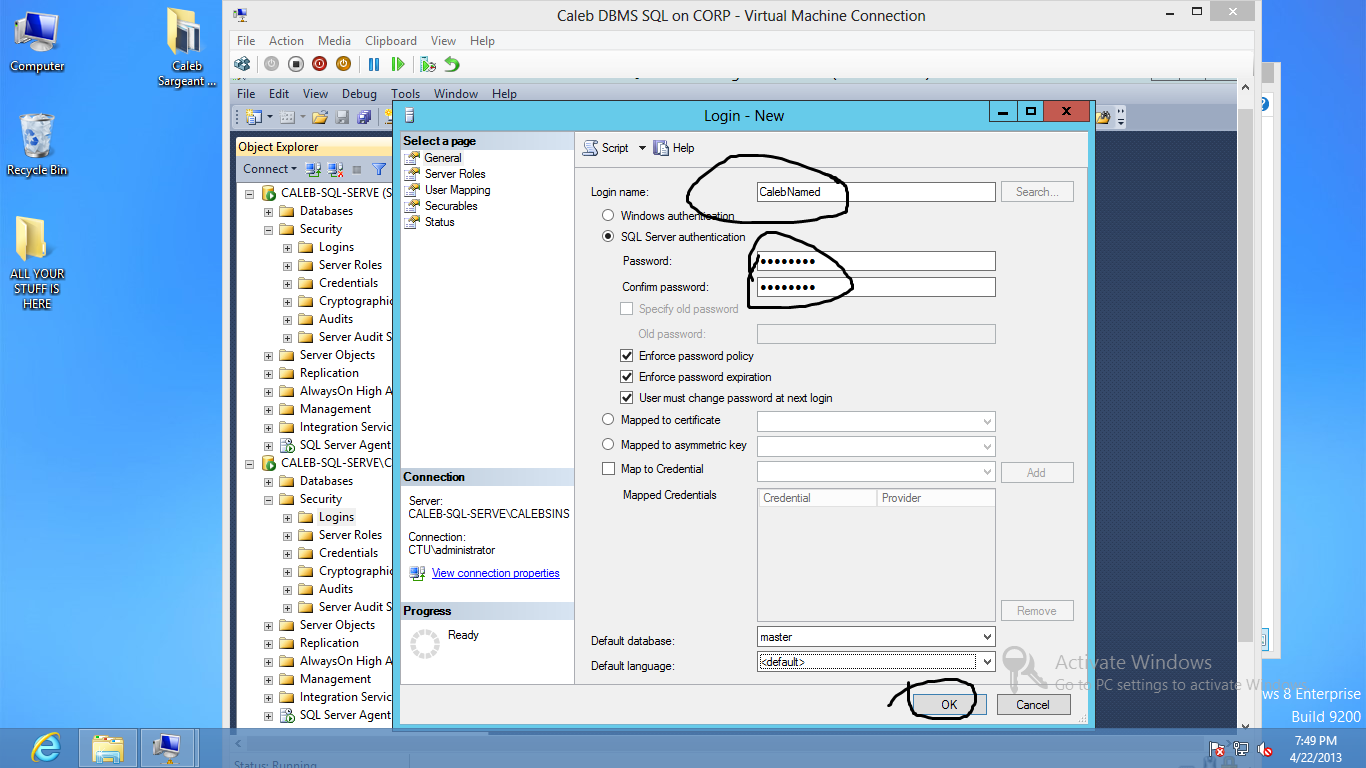 Caleb DBMS SQL on CORP - Virtual Machine Connection
File Action Media Clipboard View Help
File Edit View Debug Tools Window Help
Computer
Caleb
Sargeant ...
Recycle Bin
ALL YOUR
STUFF IS
HERE
Object Explorer
Connect
CALEB-SQL-SERVE (S
Databases
Security
Logins
Server Roles
Credentials
Cryptographic
Audits
Server Audit S
Server Objects
Replication
AlwaysOn High A
Management
Integration Servic
SQL Server Agent
CALEB-SQL-SERVE\C
Databases
Security
Logins
Server Roles
Credentials
Cryptographic
Audits
Server Audit S
Server Objects
Replication
AlwaysOn High A
Management
Integration Servic
SQL Server Agent
Login - New
Select a page
General
Server Roles
User Mapping
Securables
Status
Connection
Server:
CALEB-SQL-SERVE\CALEBSINS
Connection:
CTU\administrator
View connection properties
Progress
Ready
Script Help
Login name: CalebNamed Search...
Windows authentication
SQL Server authentication
Password: ●●●●●●●●
Confirm password: ●●●●●●●●
Specify old password
Old password:
Enforce password policy
Enforce password expiration
User must change password at next login
Mapped to certificate
Mapped to asymmetric key
Map to Credential Add
Mapped Credentials Credential Provider
Remove
Default database: master
Default language: <default>
OK Cancel
Activate Windows
Go to PC settings to activate Wi
ws 8 Enterprise
Build 9200
Status: Running
7:49 PM
4/22/2013